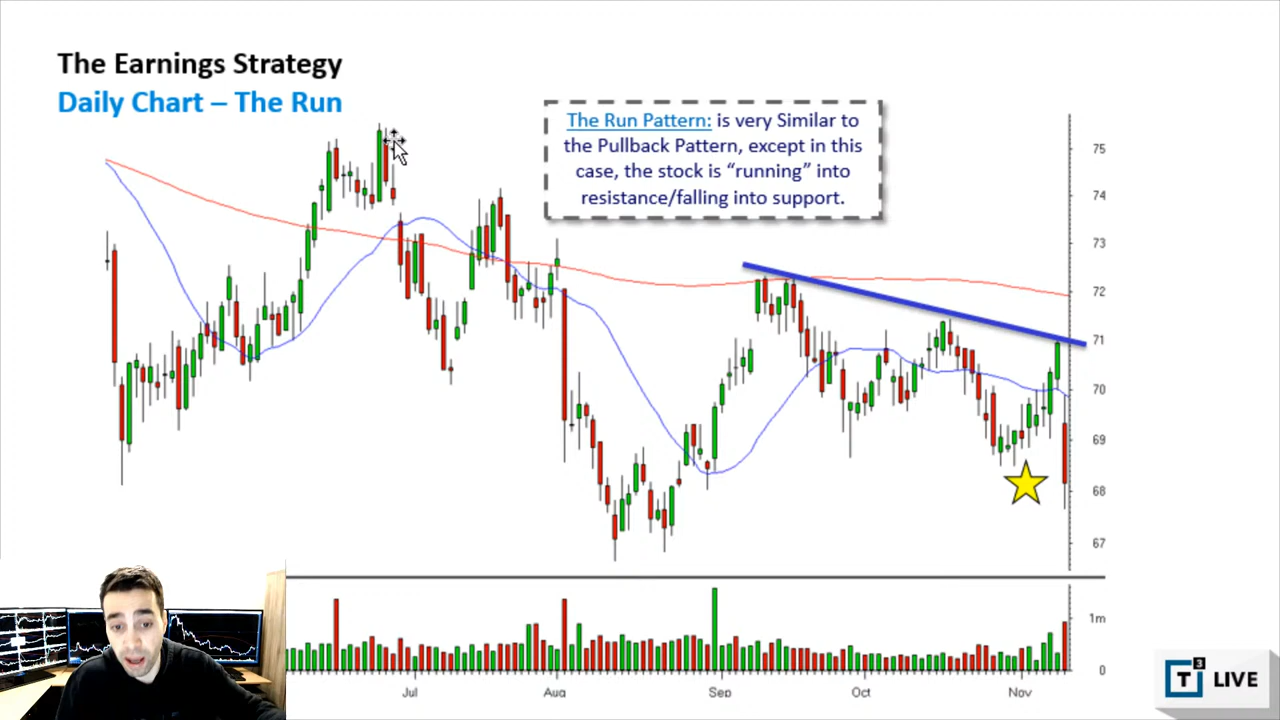 The Earnings Strategy
Daily Chart – The Run
The Run Pattern: is very Similar to
the Pullback Pattern, except in this
case, the stock is “running” into
resistance/falling into support.
75
74
73
72
71
70
69
68
67
1m
0
Jul
Aug
Sep
Oct
Nov
T3 LIVE